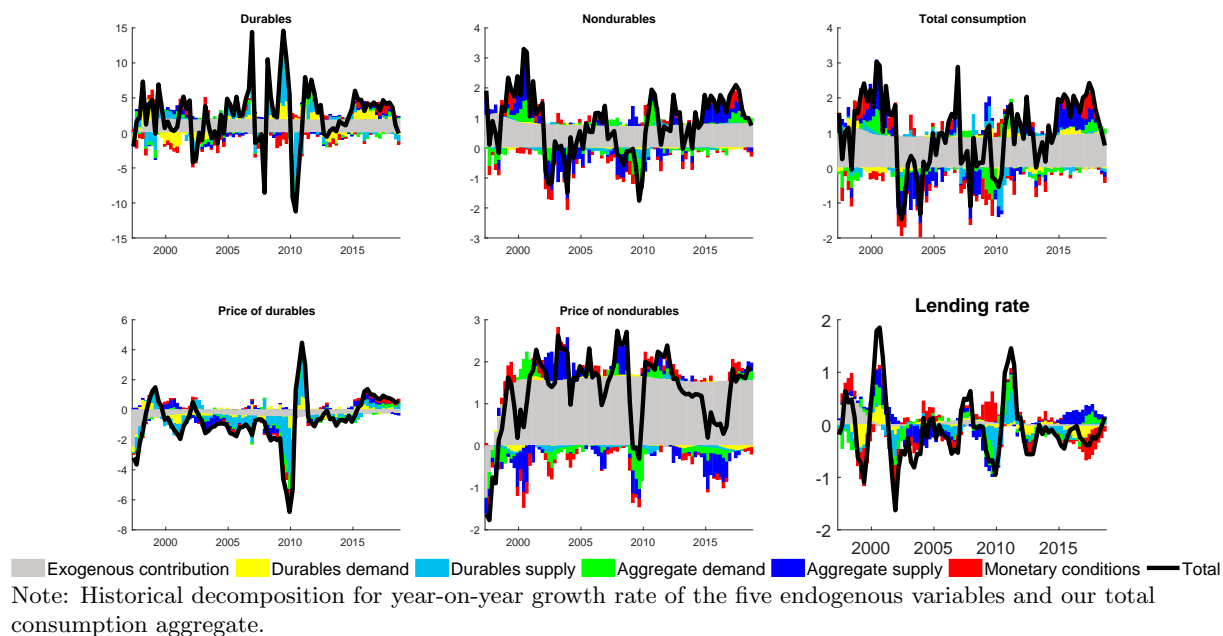 Durables
Nondurables
Total consumption
15
10
5
0
-5
-10
-15
2000 2005 2010 2015
4
3
2
1
0
-1
-2
-3
2000 2005 2010 2015
4
3
2
1
0
-1
-2
2000 2005 2010 2015
Price of durables
Price of nondurables
Lending rate
6
4
2
0
-2
-4
-6
-8
2000 2005 2010 2015
3
2
1
0
-1
-2
2000 2005 2010 2015
2
1
0
-1
-2
2000 2005 2010 2015
Exogenous contribution Durables demand Durables supply Aggregate demand Aggregate supply Monetary conditions Total
Note: Historical decomposition for year-on-year growth rate of the five endogenous variables and our total
consumption aggregate.